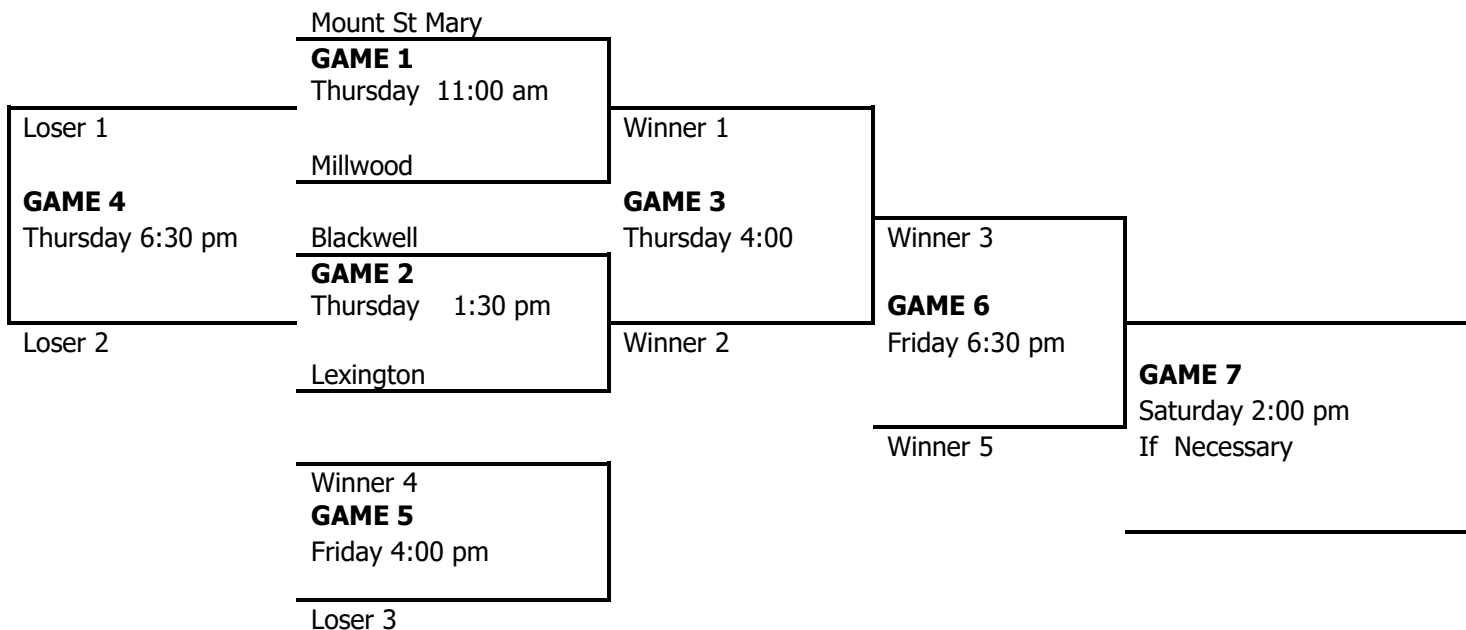 Mount St Mary
GAME 1
Thursday 11:00 am
Loser 1
Winner 1
Millwood
GAME 4
GAME 3
Thursday 6:30 pm
Blackwell
Thursday 4:00
Winner 3
GAME 2
Thursday 1:30 pm
GAME 6
Loser 2
Winner 2
Friday 6:30 pm
Lexington
GAME 7
Saturday 2:00 pm
Winner 5
If Necessary
Winner 4
GAME 5
Friday 4:00 pm
Loser 3